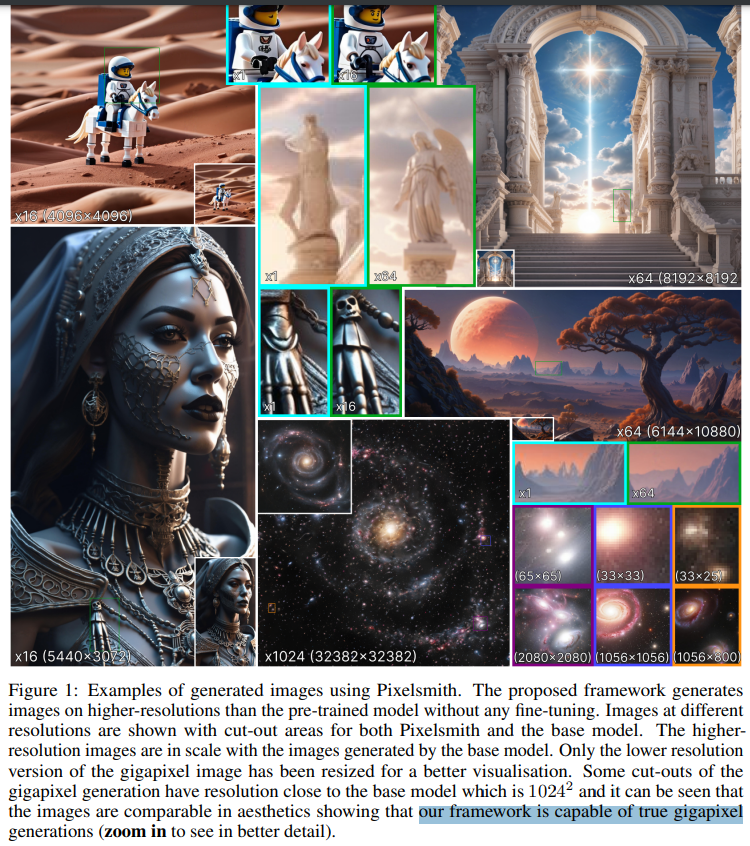 x1
x16
x16 (4096×4096)
x1
x64
x64 (8192×8192
x1
x16
x64 (6144×10880)
x1
x64
(65×65)
(33×33)
(33×25)
x16 (5440×3072)
x1024 (32382×32382)
(2080×2080)
(1056×1056)
(1056×800)
Figure 1: Examples of generated images using Pixelsmith. The proposed framework generates
images on higher-resolutions than the pre-trained model without any fine-tuning. Images at different
resolutions are shown with cut-out areas for both Pixelsmith and the base model. The higher-
resolution images are in scale with the images generated by the base model. Only the lower resolution
version of the gigapixel image has been resized for a better visualisation. Some cut-outs of the
gigapixel generation have resolution close to the base model which is 1024² and it can be seen that
the images are comparable in aesthetics showing that our framework is capable of true gigapixel
generations (zoom in to see in better detail).